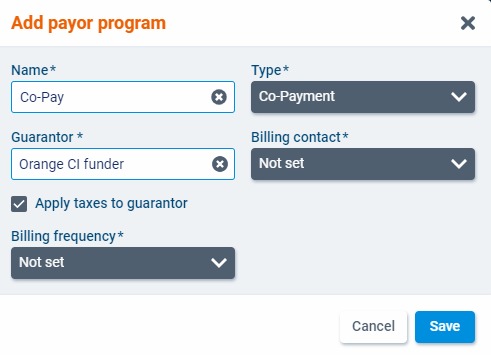 Add payor program
Name* Type*
Co-Pay Co-Payment
Guarantor * Billing contact*
Orange CI funder Not set
Apply taxes to guarantor
Billing frequency*
Not set
Cancel Save